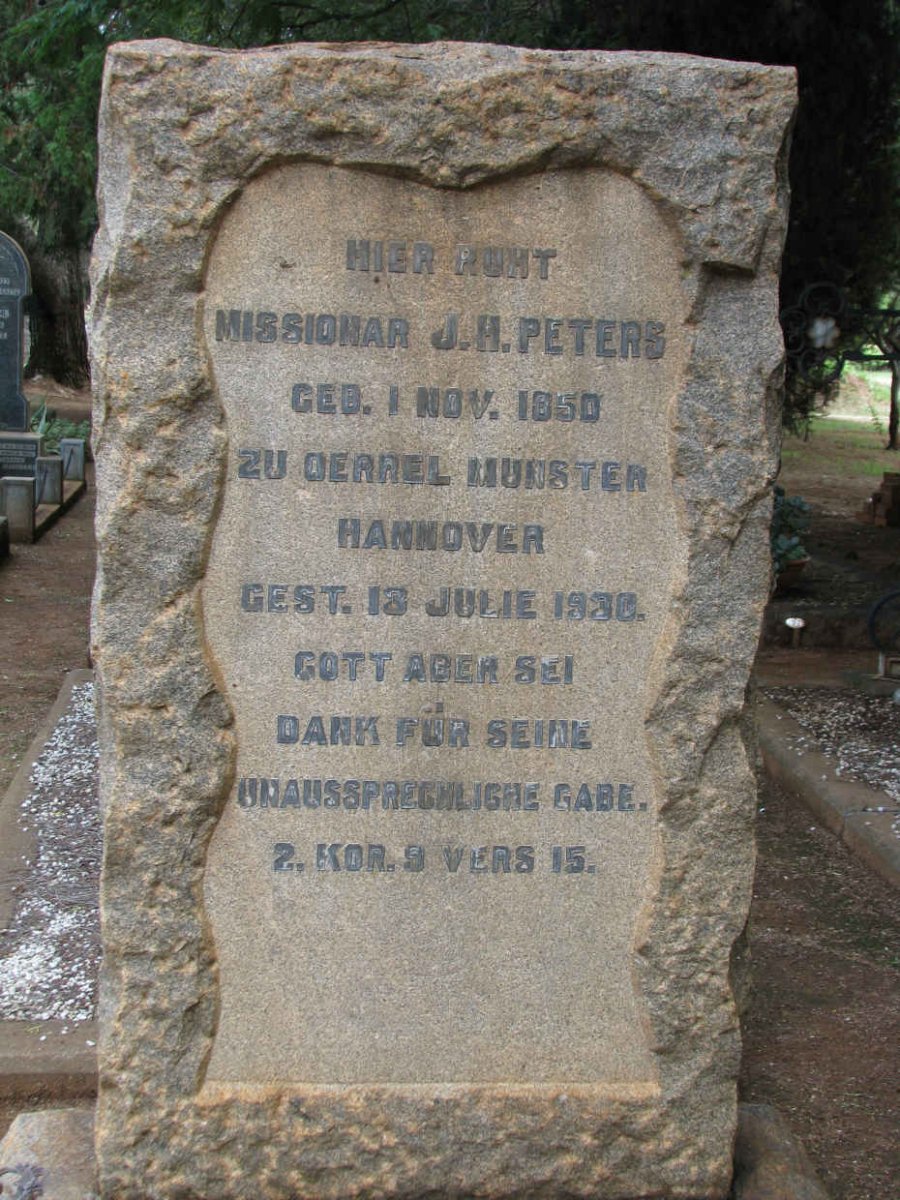 HIER RUHT
MISSIONAR J.H. PETERS
GEB. 1 NOV. 1850
ZU OERREL MUNSTER
HANNOVER
GEST. 13 JULIE 1930.
GOTT ABER SEI
DANK FÜR SEINE
UNAUSSPRECHLICHE GABE.
2. KOR. 9 VERS 15.